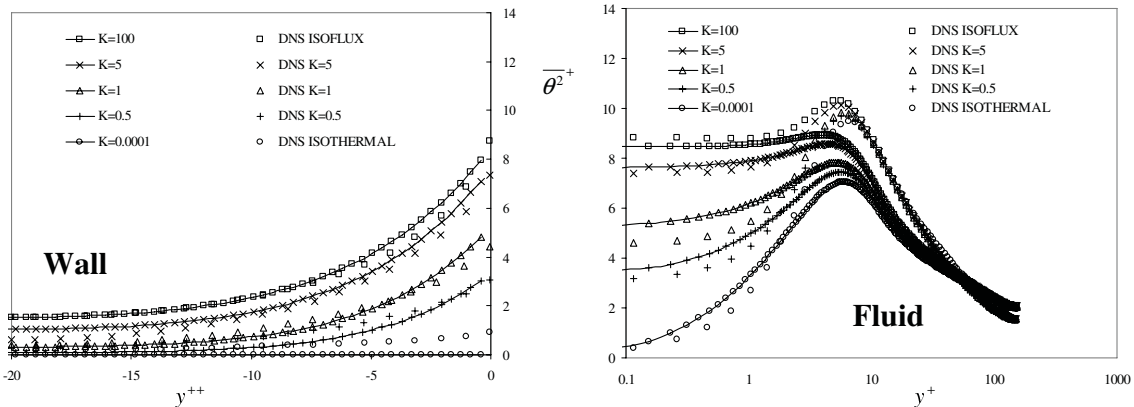 K=100
K=5
K=1
K=0.5
K=0.0001
DNS ISOFLUX
DNS K=5
DNS K=1
DNS K=0.5
DNS ISOTHERMAL
Wall
14
12
10
8
6
4
2
0
-20 -15 -10 -5 0
y⁺⁺
θ²⁺
14
12
10
8
6
4
2
0
K=100
K=5
K=1
K=0.5
K=0.0001
DNS ISOFLUX
DNS K=5
DNS K=1
DNS K=0.5
DNS ISOTHERMAL
Fluid
0.1 1 10 100 1000
y⁺